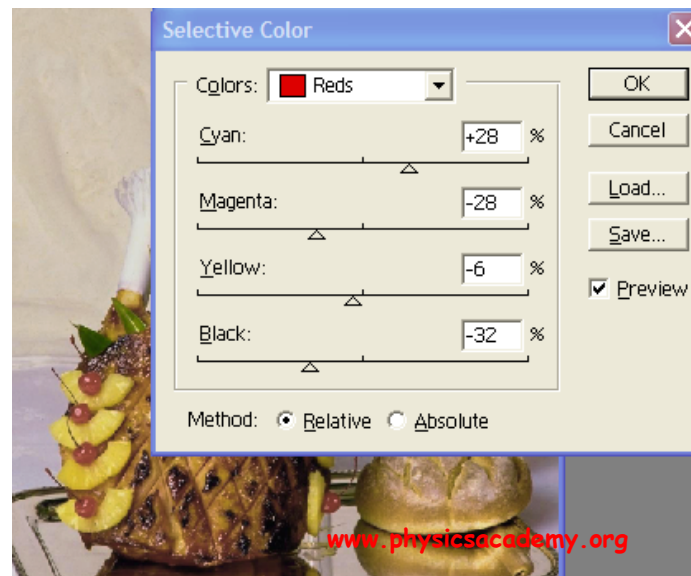 Selective Color
Colors: Reds
OK
Cyan: +28 %
Cancel
Magenta: -28 %
Load...
Save...
Yellow: -6 %
Preview
Black: -32 %
Method: Relative Absolute
www.physicsacademy.org